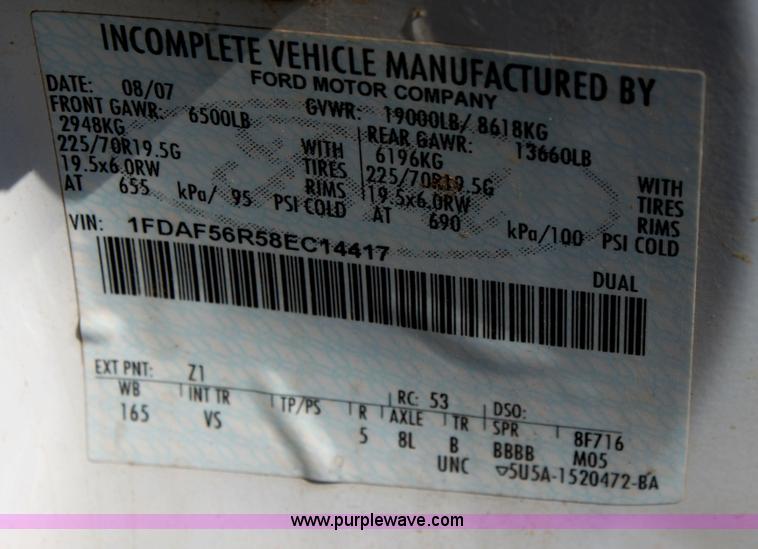 INCOMPLETE VEHICLE MANUFACTURED BY
FORD MOTOR COMPANY
DATE: 08/07 GVWR: 19000LB/ 8618KG
FRONT GAWR: 6500LB REAR GAWR: 13660LB
2948KG WITH 6196KG WITH
225/70R19.5G TIRES 225/70R19.5G TIRES
19.5x6.0RW RIMS 19.5x6.0RW RIMS
AT 655 kPa/ 95 PSI COLD AT 690 kPa/100 PSI COLD
VIN: 1FDAF56R58EC14417
DUAL
EXT PNT: Z1 RC: 53 DSO:
WB INT TR TP/PS R AXLE TR SPR 8F716
165 VS 5 8L B BBBB M05
UNC ▽5U5A-1520472-BA
www.purplewave.com